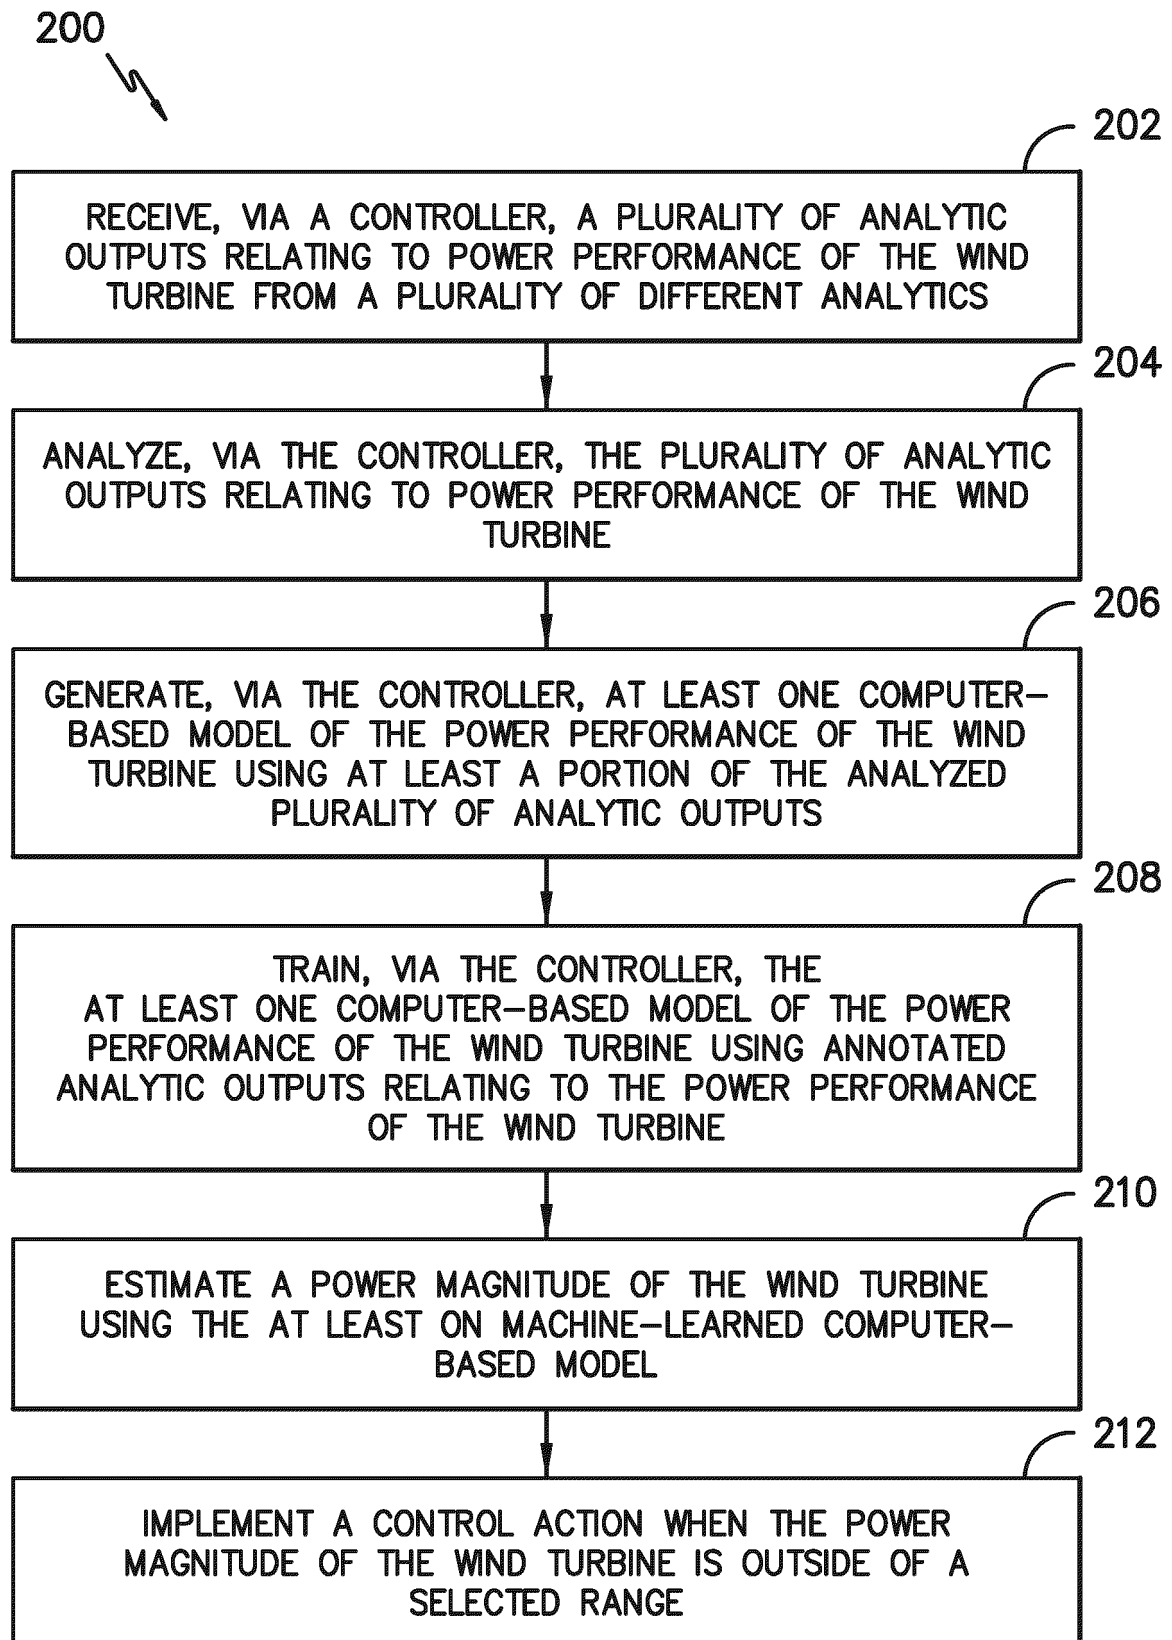 200
202
RECEIVE, VIA A CONTROLLER, A PLURALITY OF ANALYTIC
OUTPUTS RELATING TO POWER PERFORMANCE OF THE WIND
TURBINE FROM A PLURALITY OF DIFFERENT ANALYTICS
204
ANALYZE, VIA THE CONTROLLER, THE PLURALITY OF ANALYTIC
OUTPUTS RELATING TO POWER PERFORMANCE OF THE WIND
TURBINE
206
GENERATE, VIA THE CONTROLLER, AT LEAST ONE COMPUTER-
BASED MODEL OF THE POWER PERFORMANCE OF THE WIND
TURBINE USING AT LEAST A PORTION OF THE ANALYZED
PLURALITY OF ANALYTIC OUTPUTS
208
TRAIN, VIA THE CONTROLLER, THE
AT LEAST ONE COMPUTER-BASED MODEL OF THE POWER
PERFORMANCE OF THE WIND TURBINE USING ANNOTATED
ANALYTIC OUTPUTS RELATING TO THE POWER PERFORMANCE
OF THE WIND TURBINE
210
ESTIMATE A POWER MAGNITUDE OF THE WIND TURBINE
USING THE AT LEAST ON MACHINE-LEARNED COMPUTER-
BASED MODEL
212
IMPLEMENT A CONTROL ACTION WHEN THE POWER
MAGNITUDE OF THE WIND TURBINE IS OUTSIDE OF A
SELECTED RANGE